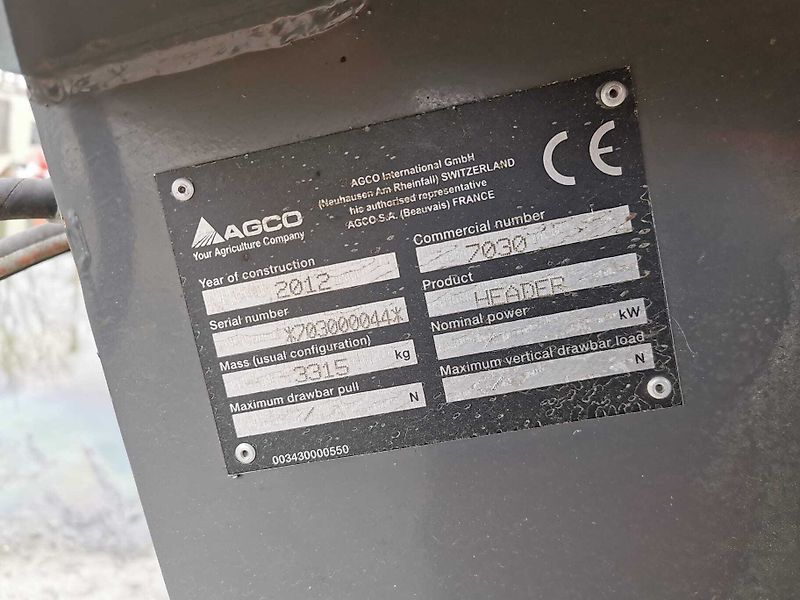 AGCO International GmbH
(Neuhausen Am Rheinfall) SWITZERLAND
his authorised representative
AGCO S.A. (Beauvais) FRANCE
CE
AGCO
Your Agriculture Company
Year of construction
2012
Serial number
*703000044*
Mass (usual configuration)
3315 kg
Maximum drawbar pull
/ N
Commercial number
7030
Product
HEADER
Nominal power
/ kW
Maximum vertical drawbar load
/ N
003430000550